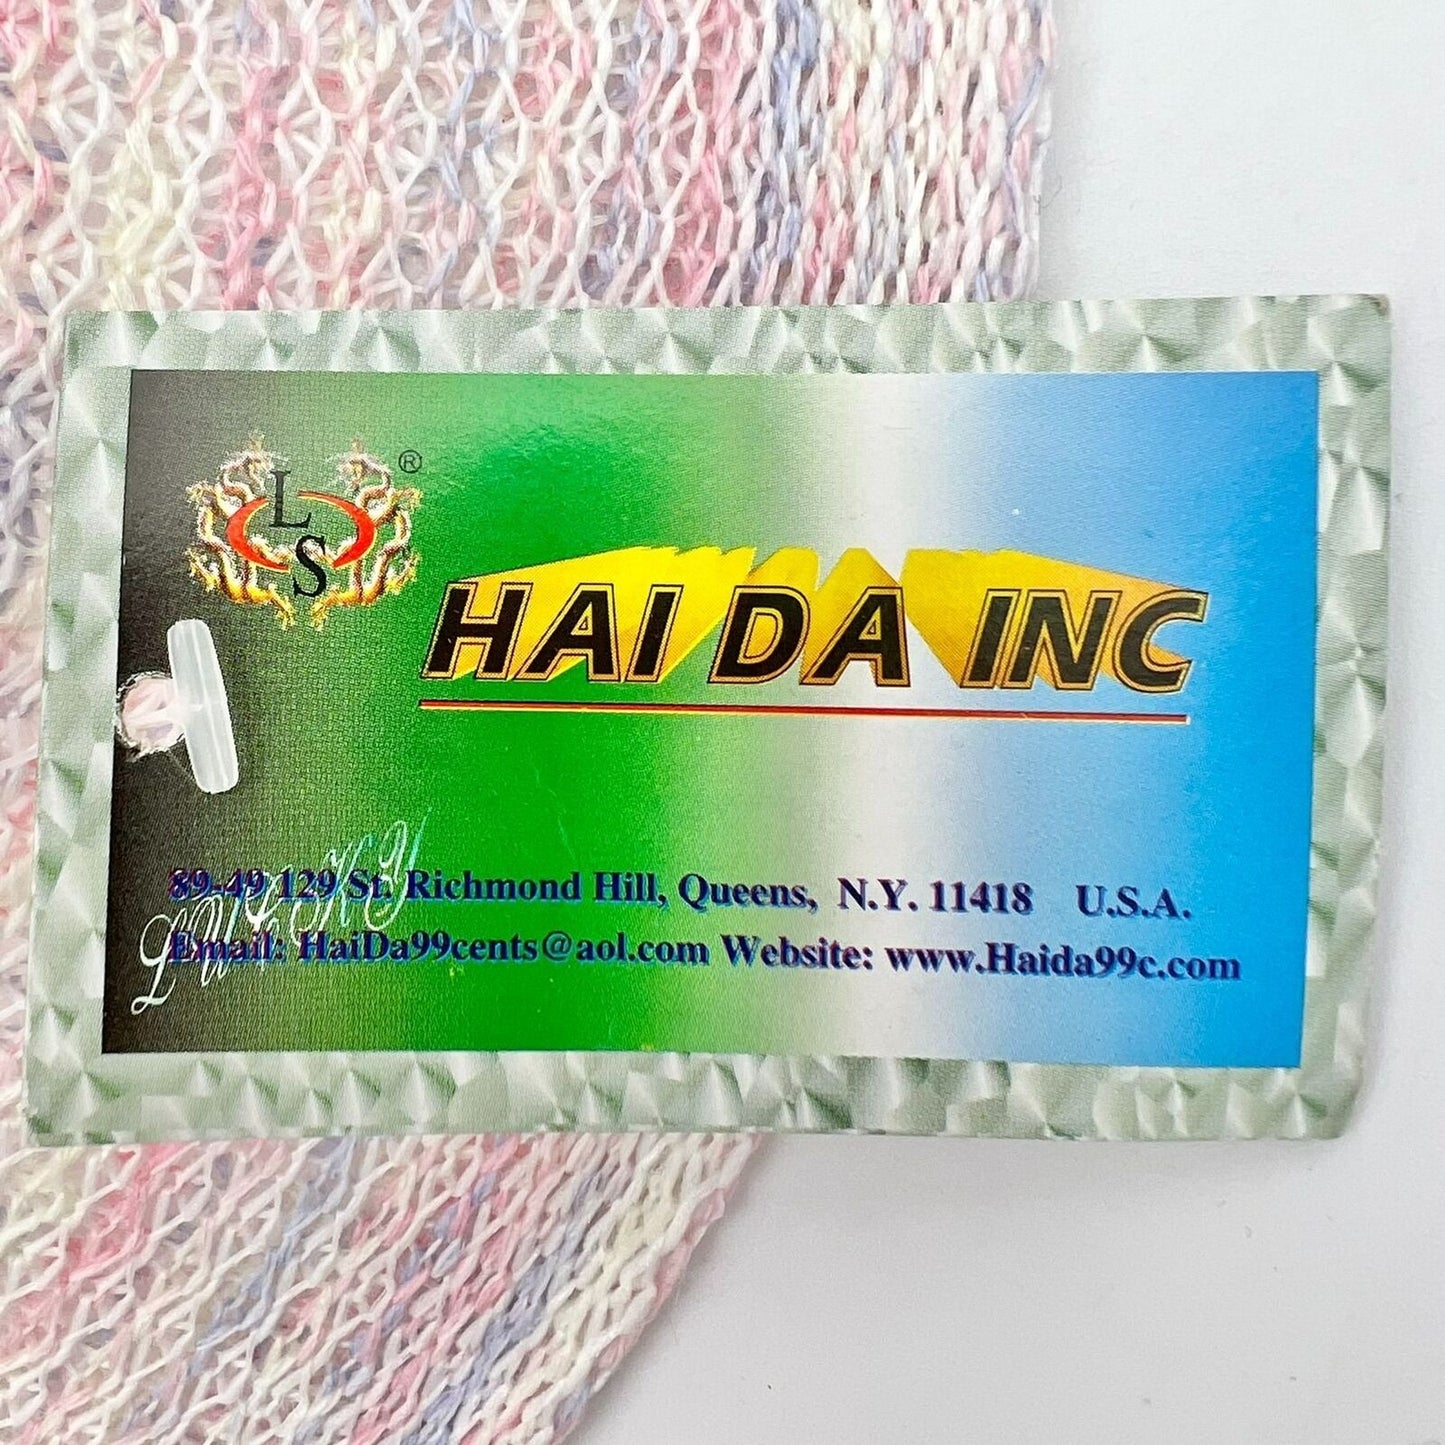 L
S
®
HAI DA INC
89-49 129 St. Richmond Hill, Queens, N.Y. 11418 U.S.A.
Email: HaiDa99cents@aol.com Website: www.Haida99c.com